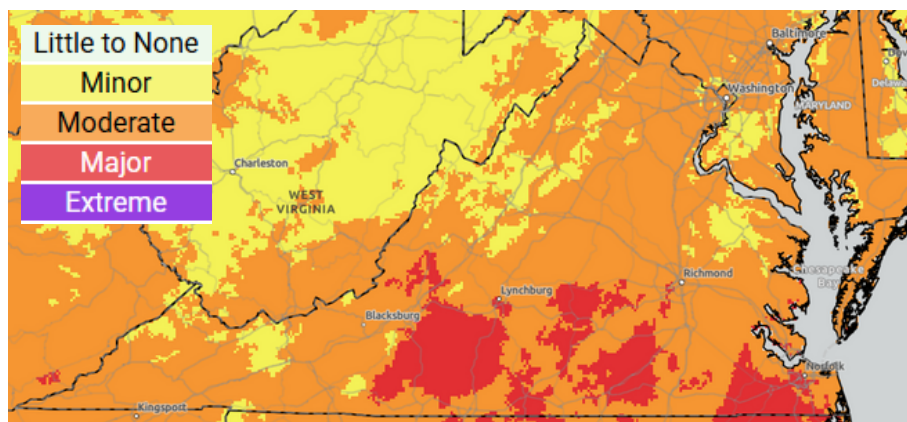 Little to None
Minor
Moderate
Major
Extreme
Baltimore
Washington
MARYLAND
Charleston
WEST
VIRGINIA
Richmond
Chesapeake
Bay
Lynchburg
Blacksburg
Norfolk
Kingsport